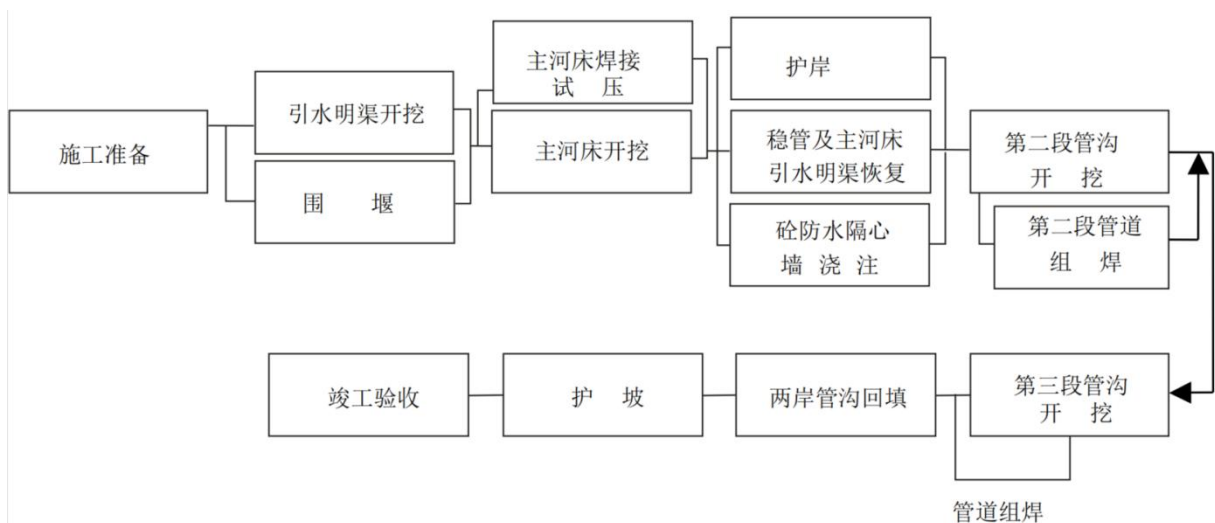 施工准备
引水明渠开挖
围 堰
主河床焊接
试 压
主河床开挖
护岸
稳管及主河床
引水明渠恢复
砼防水隔心
墙 浇 注
第二段管沟
开 挖
第二段管道
组 焊
竣工验收
护 坡
两岸管沟回填
第三段管沟
开 挖
管道组焊